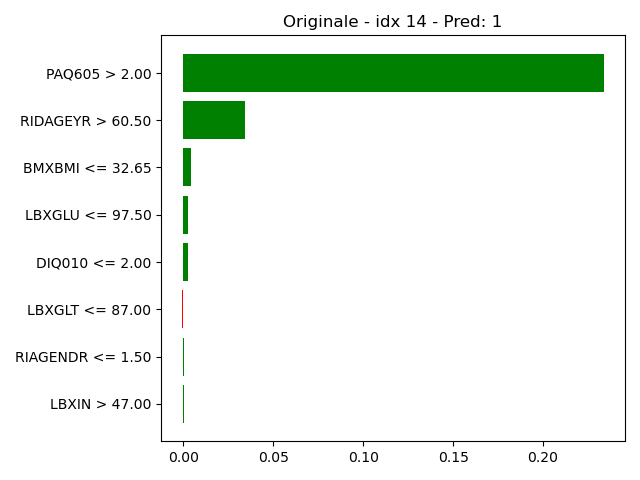 Originale - idx 14 - Pred: 1
PAQ605 > 2.00
RIDAGEYR > 60.50
BMXBMI <= 32.65
LBXGLU <= 97.50
DIQ010 <= 2.00
LBXGLT <= 87.00
RIAGENDR <= 1.50
LBXIN > 47.00
0.00 0.05 0.10 0.15 0.20